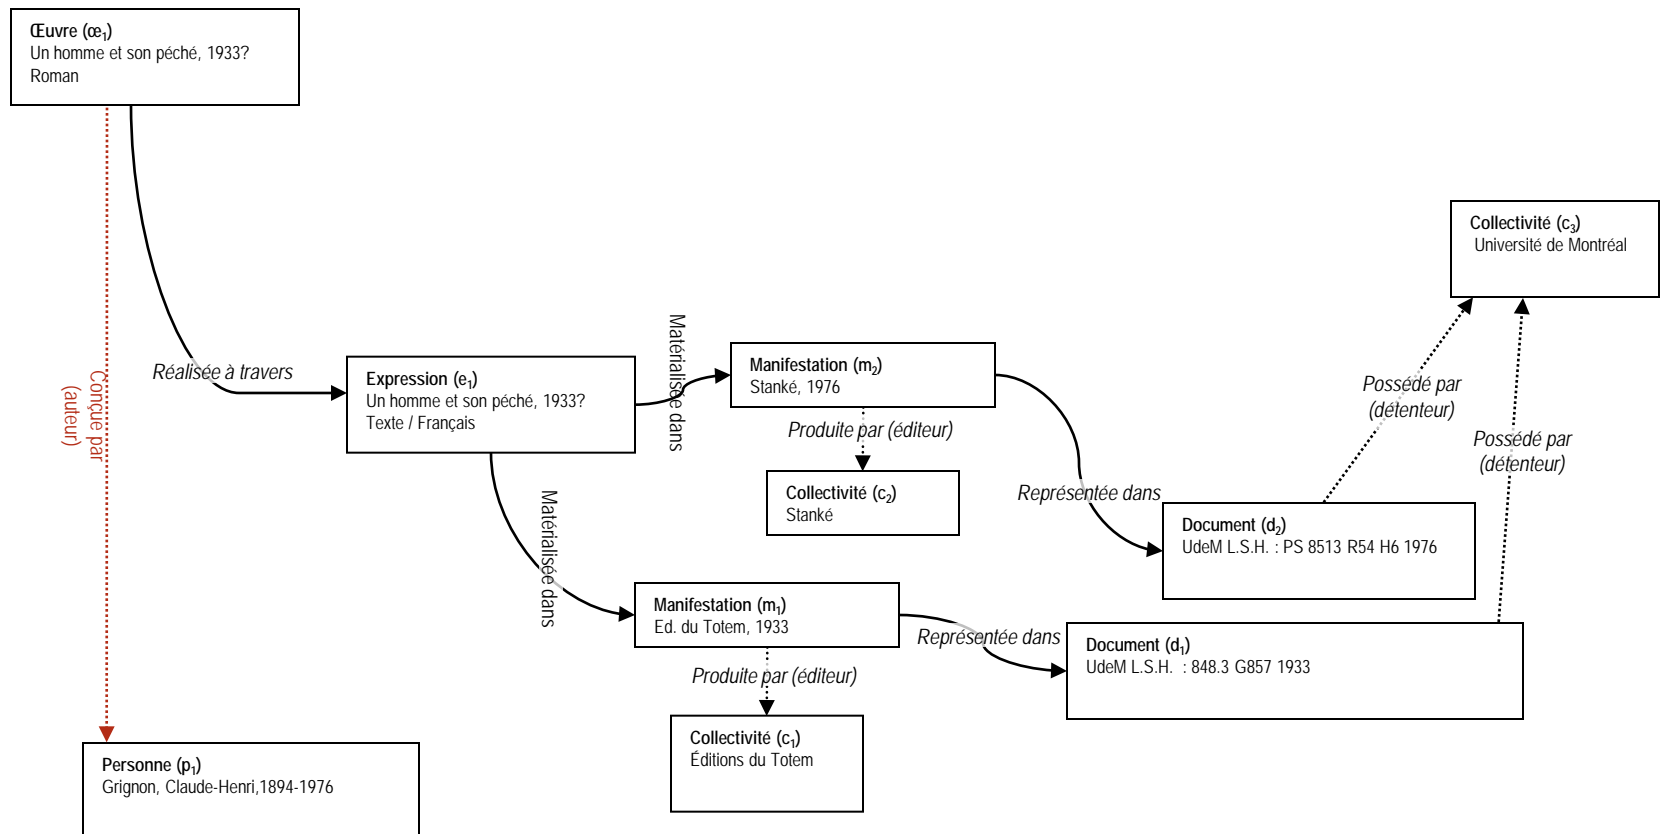 Œuvre (œ₁)
Un homme et son péché, 1933?
Roman
Conçue par
(auteur)
Réalisée à travers
Expression (e₁)
Un homme et son péché, 1933?
Texte / Français
Matérialisée dans
Manifestation (m₂)
Stanké, 1976
Produite par (éditeur)
Collectivité (c₂)
Stanké
Représentée dans
Document (d₂)
UdeM L.S.H. : PS 8513 R54 H6 1976
Possédé par
(détenteur)
Collectivité (c₃)
Université de Montréal
Possédé par
(détenteur)
Matérialisée dans
Manifestation (m₁)
Ed. du Totem, 1933
Produite par (éditeur)
Collectivité (c₁)
Éditions du Totem
Représentée dans
Document (d₁)
UdeM L.S.H. : 848.3 G857 1933
Personne (p₁)
Grignon, Claude-Henri,1894-1976